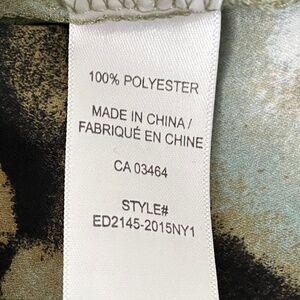 100% POLYESTER
MADE IN CHINA /
FABRIQUÉ EN CHINE
CA 03464
STYLE#
ED2145-2015NY1